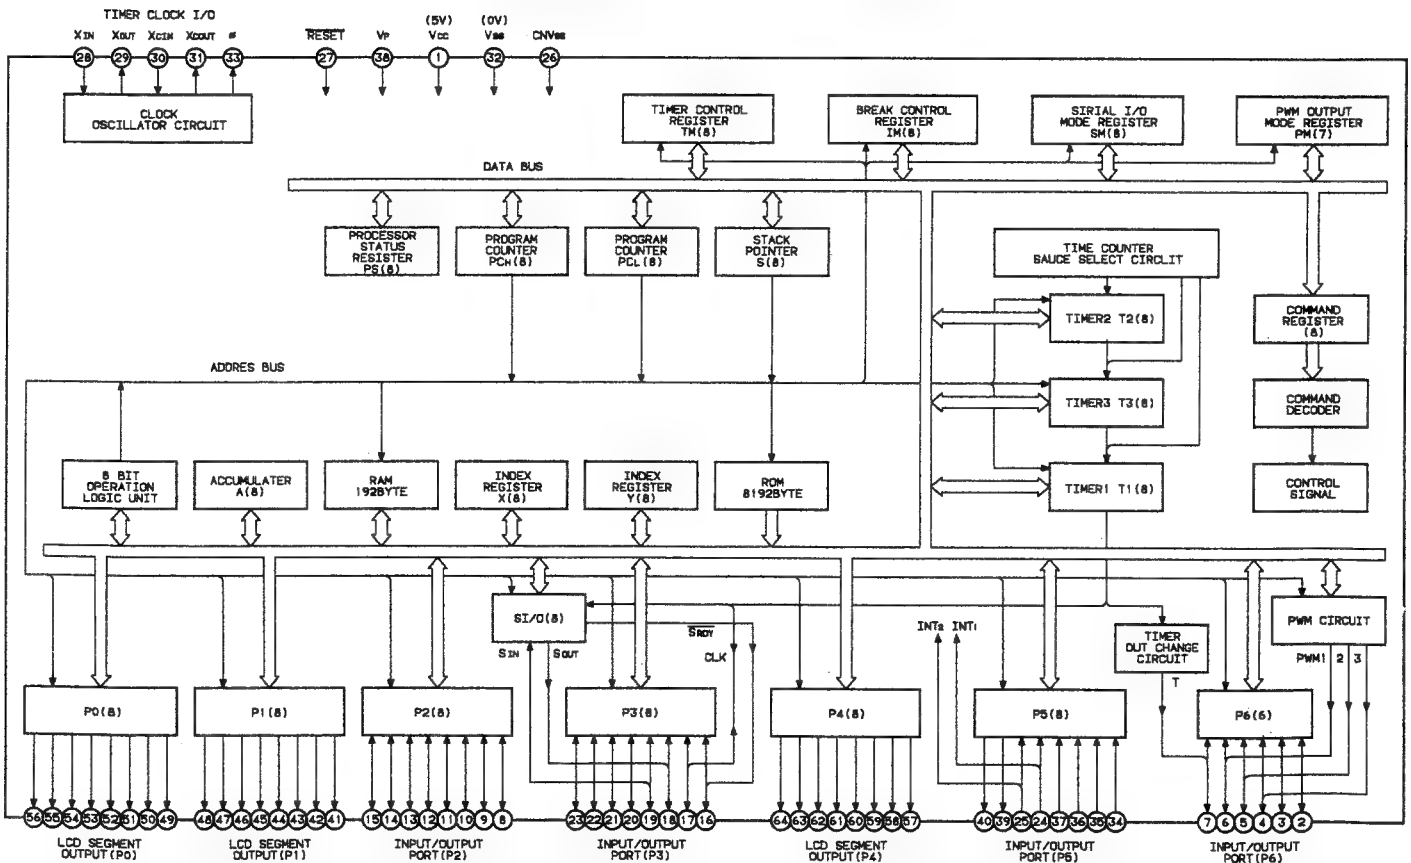 TIMER CLOCK I/O
(5V) (0V)
XIN XOUT XCIN XCOUT ø RESET VP VCC VSS CNVSS
28 29 30 31 33 27 38 1 32 26
CLOCK
OSCILLATOR CIRCUIT
TIMER CONTROL
REGISTER
TM(8)
BREAK CONTROL
REGISTER
IM(8)
SIRIAL I/O
MODE REGISTER
SM(8)
PWM OUTPUT
MODE REGISTER
PM(7)
DATA BUS
PROCESSOR
STATUS
RESISTER
PS(8)
PROGRAM
COUNTER
PCH(8)
PROGRAM
COUNTER
PCL(8)
STACK
POINTER
S(8)
TIME COUNTER
SAUCE SELECT CIRCLIT
TIMER2 T2(8)
COMMAND
REGISTER
(8)
ADDRES BUS
TIMER3 T3(8)
COMMAND
DECODER
8 BIT
OPERATION
LOGIC UNIT
ACCUMULATER
A(8)
RAM
192BYTE
INDEX
REGISTER
X(8)
INDEX
REGISTER
Y(8)
ROM
8192BYTE
TIMER1 T1(8)
CONTROL
SIGNAL
SI/O(8)
SIN SOUT
SRDY
CLK
INT2 INT1
TIMER
OUT CHANGE
CIRCUIT
T
PWM CIRCUIT
PWM1 2 3
P0(8) P1(8) P2(8) P3(8) P4(8) P5(8) P6(6)
56 55 54 53 52 51 50 49 48 47 46 45 44 43 42 41 15 14 13 12 11 10 9 8 23 22 21 20 19 18 17 16 64 63 62 61 60 59 58 57 40 39 25 24 37 36 35 34 7 6 5 4 3 2
LCD SEGMENT
OUTPUT(P0)
LCD SEGMENT
OUTPUT(P1)
INPUT/OUTPUT
PORT(P2)
INPUT/OUTPUT
PORT(P3)
LCD SEGMENT
OUTPUT(P4)
INPUT/OUTPUT
PORT(P5)
INPUT/OUTPUT
PORT(P6)